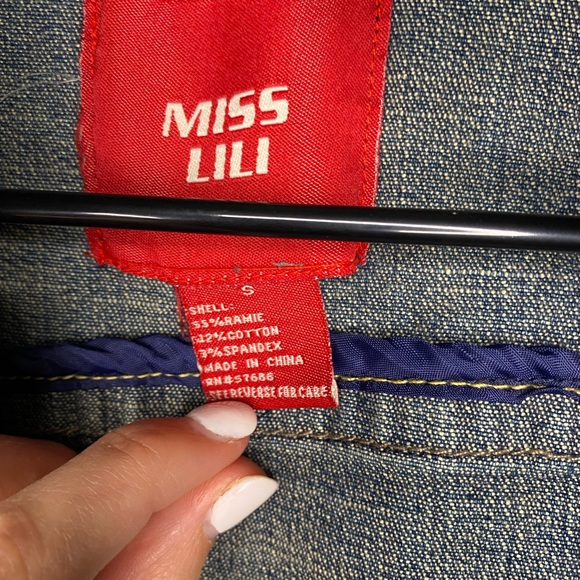 MISS
LILI
S
SHELL:
55%RAMIE
42%COTTON
3%SPANDEX
MADE IN CHINA
RN#57686
SEE REVERSE FOR CARE